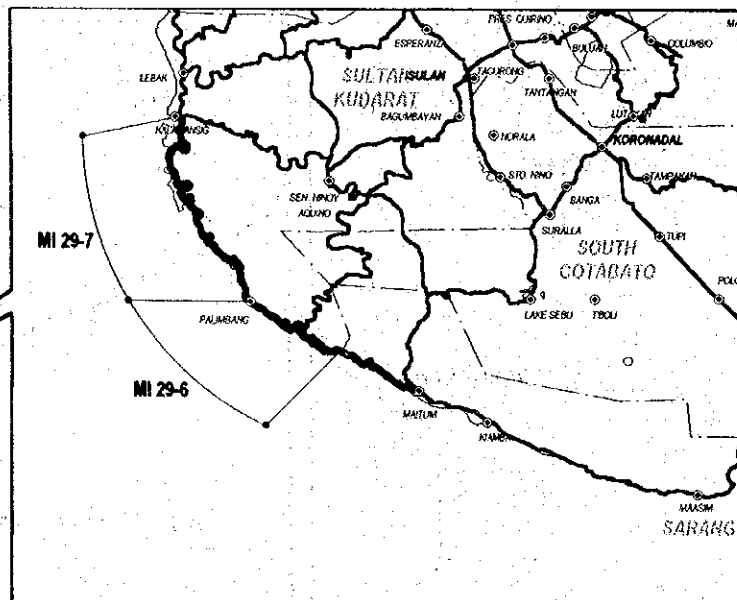 PRES QUIRINO
MA
ESPERANZA
BULUAN
COLUMBIO
LEBAK
SULTAN
ISULAN
TACURONG
KUDARAT
TANTANGAN
BAGUMBAYAN
LUTAYAN
NORALA
KORONADAL
STO. NINO
TAMPAKAN
SEN. NINOY
AQUINO
BANGA
SURALLA
MI 29-7
TUPI
SOUTH
COTABATO
POLO
PALIMBANG
LAKE SEBU
T'BOLI
MI 29-6
MAITUM
KIAMBA
MAASIM
SARANG